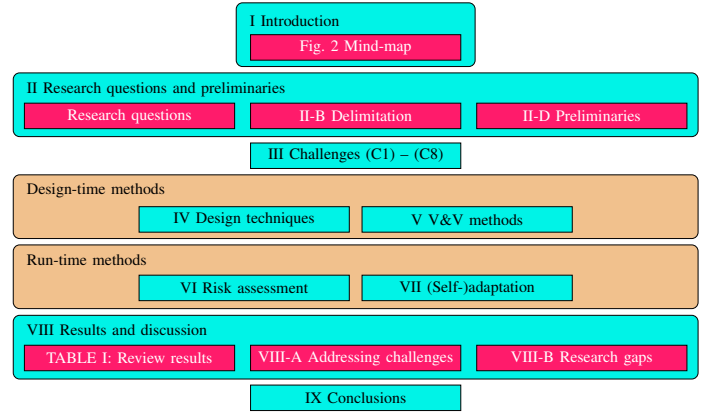 I Introduction
Fig. 2 Mind-map
II Research questions and preliminaries
Research questions
II-B Delimitation
II-D Preliminaries
III Challenges (C1) – (C8)
Design-time methods
IV Design techniques
V V&V methods
Run-time methods
VI Risk assessment
VII (Self-)adaptation
VIII Results and discussion
TABLE I: Review results
VIII-A Addressing challenges
VIII-B Research gaps
IX Conclusions